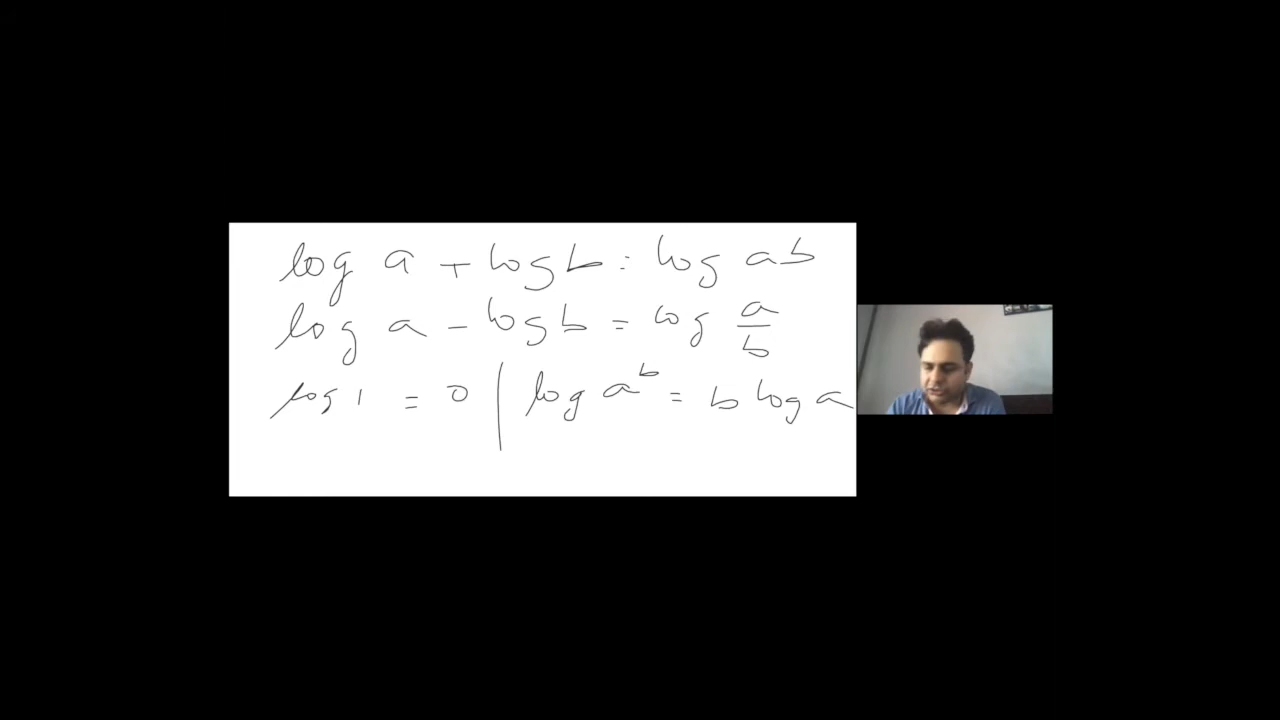 log a + log b = log ab
log a - log b = log a/b
log 1 = 0 | log a^b = b log a